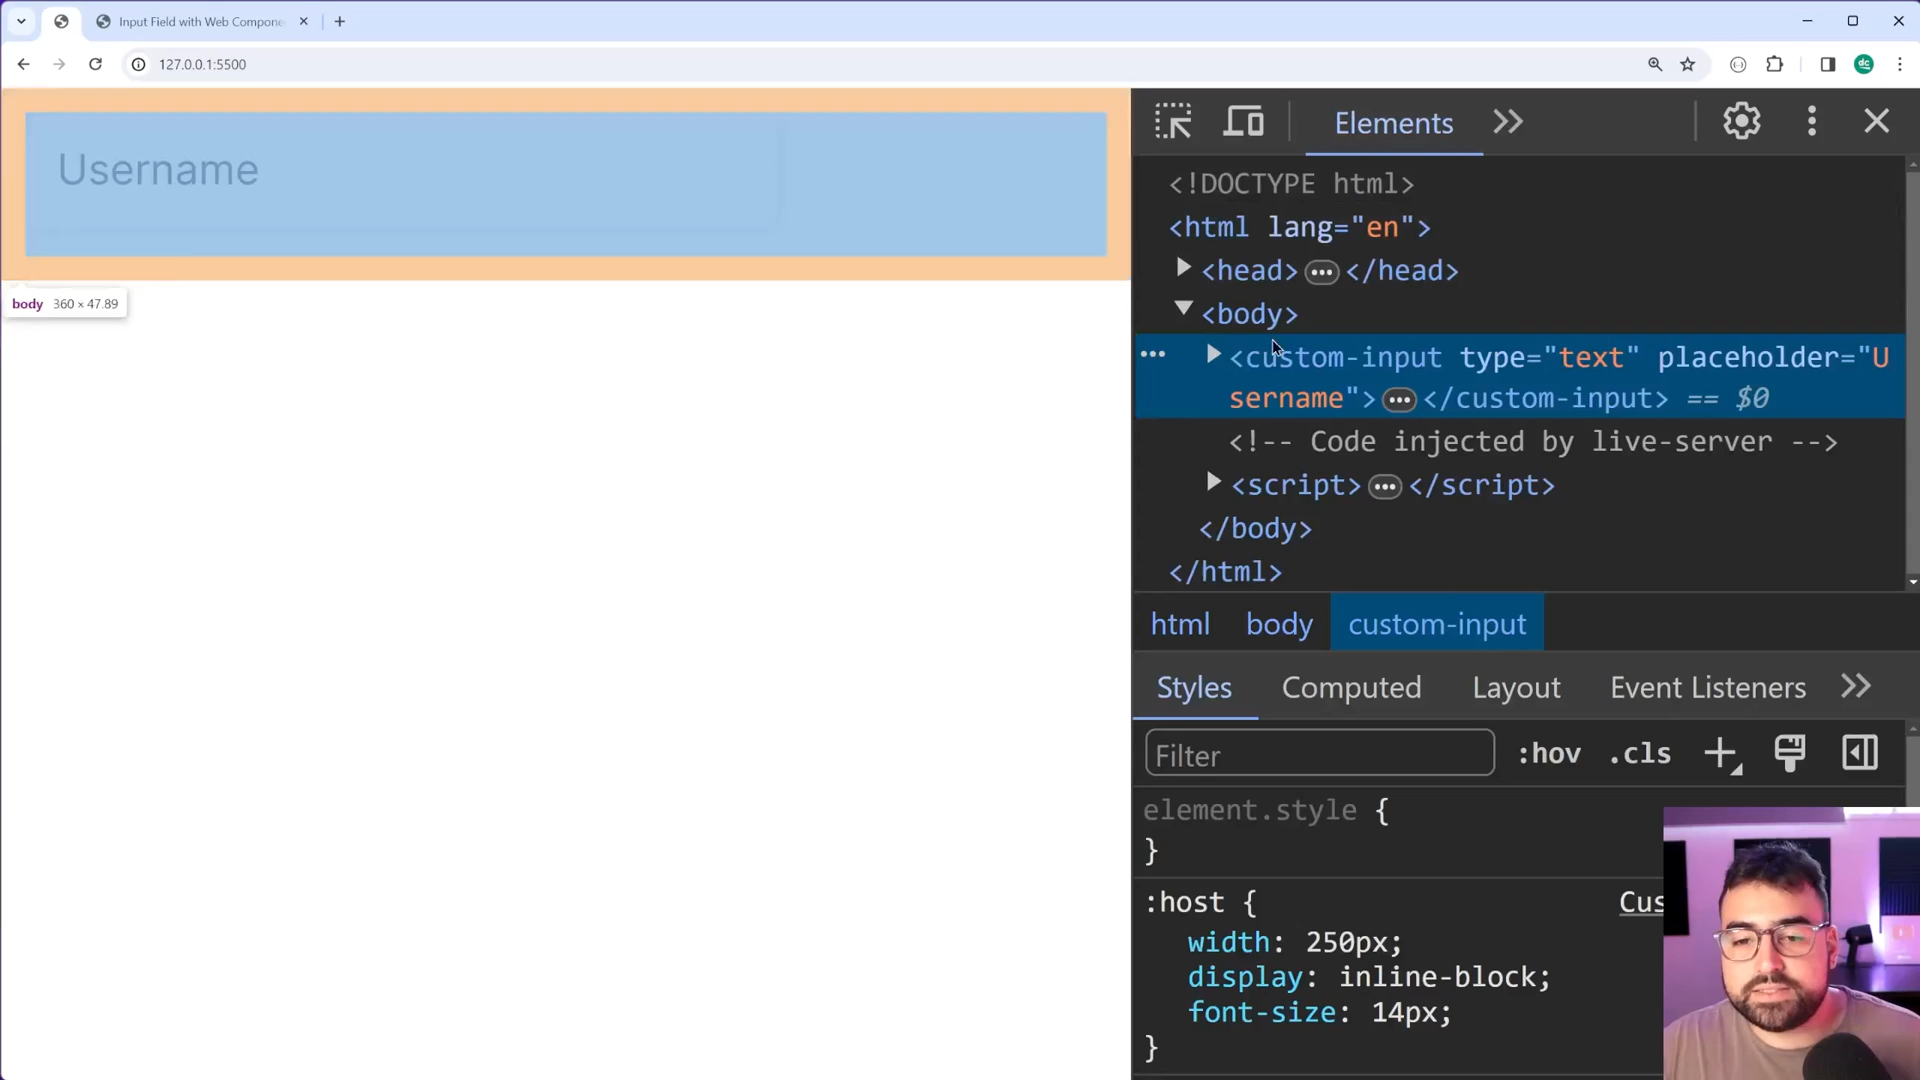 Input Field with Web Compone
127.0.0.1:5500
Username
body 360 × 47.89
Elements
<!DOCTYPE html>
<html lang="en">
<head> ••• </head>
<body>
••• <custom-input type="text" placeholder="U
sername"> ••• </custom-input> == $0
<!-- Code injected by live-server -->
<script> ••• </script>
</body>
</html>
html body custom-input
Styles Computed Layout Event Listeners
Filter :hov .cls
element.style {
}
:host { Cus
width: 250px;
display: inline-block;
font-size: 14px;
}